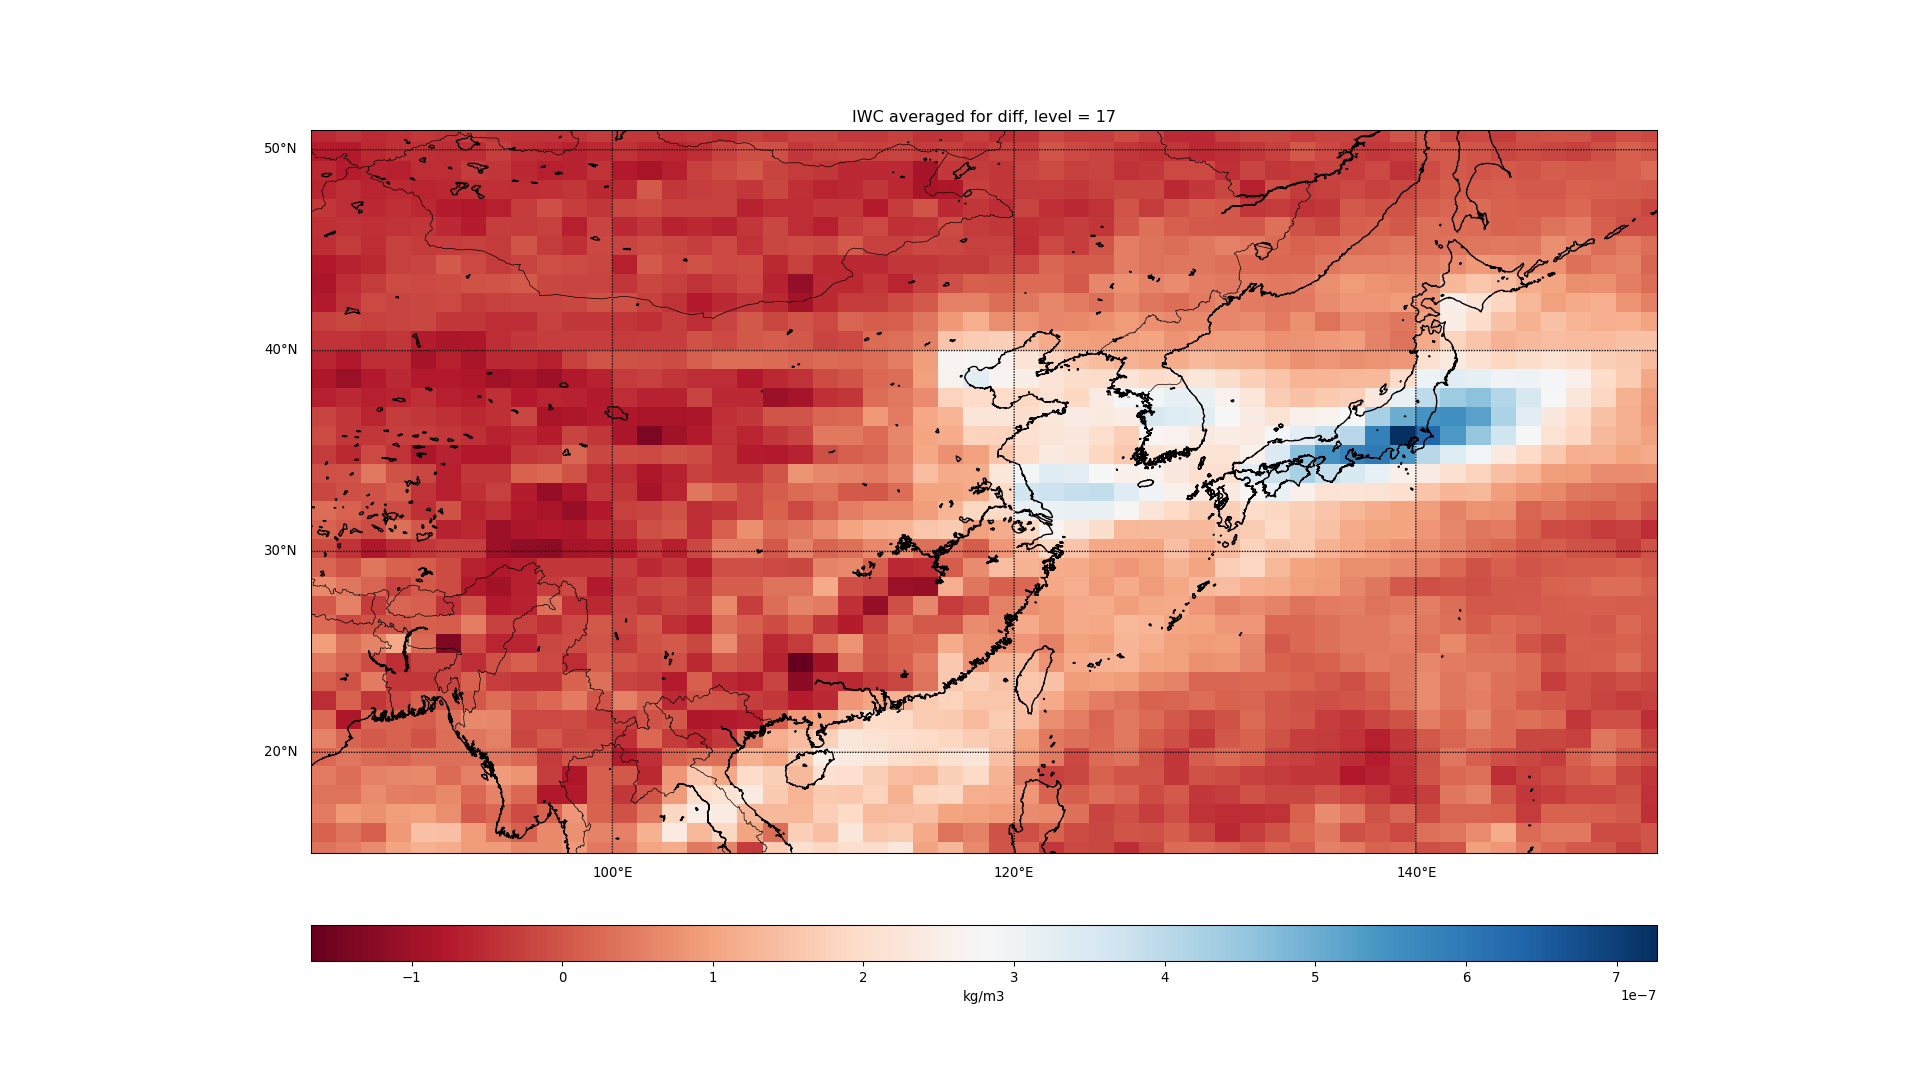 IWC averaged for diff, level = 17
50°N
40°N
30°N
20°N
100°E 120°E 140°E
−1 0 1 2 3 4 5 6 7
kg/m3 1e−7